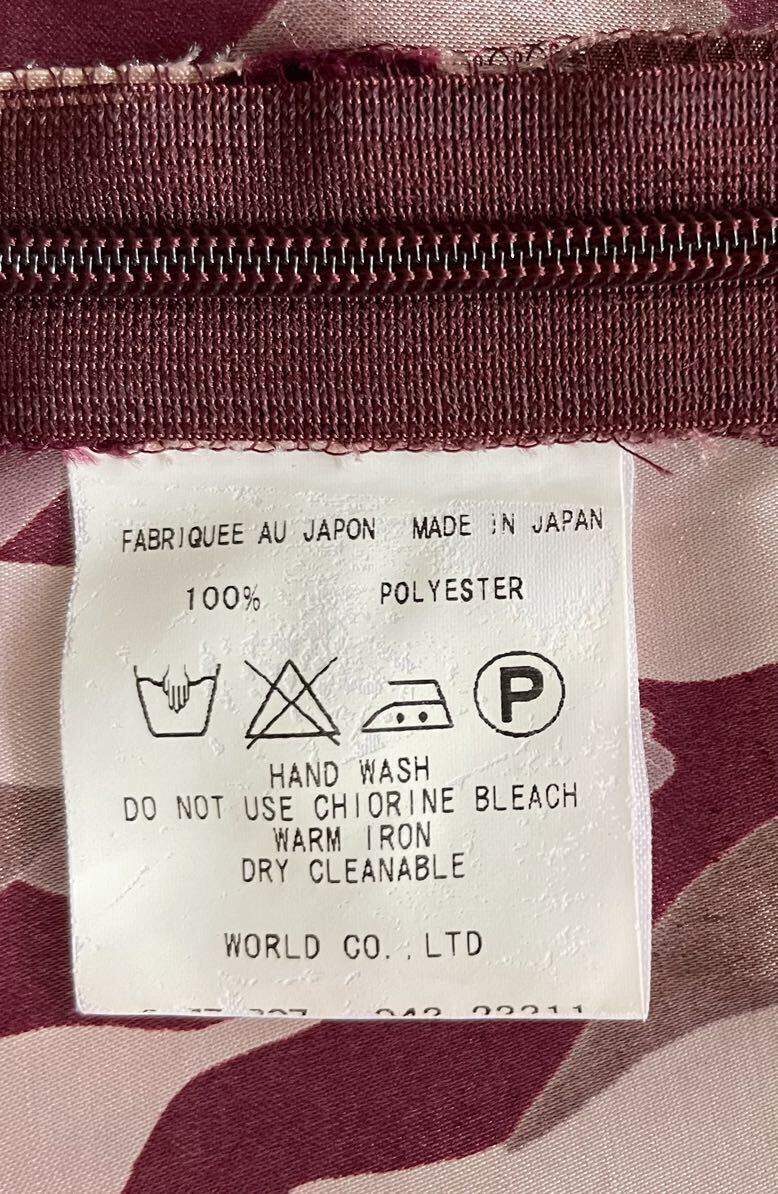 FABRIQUEE AU JAPON MADE IN JAPAN
100% POLYESTER
P
HAND WASH
DO NOT USE CHIORINE BLEACH
WARM IRON
DRY CLEANABLE
WORLD CO.,LTD